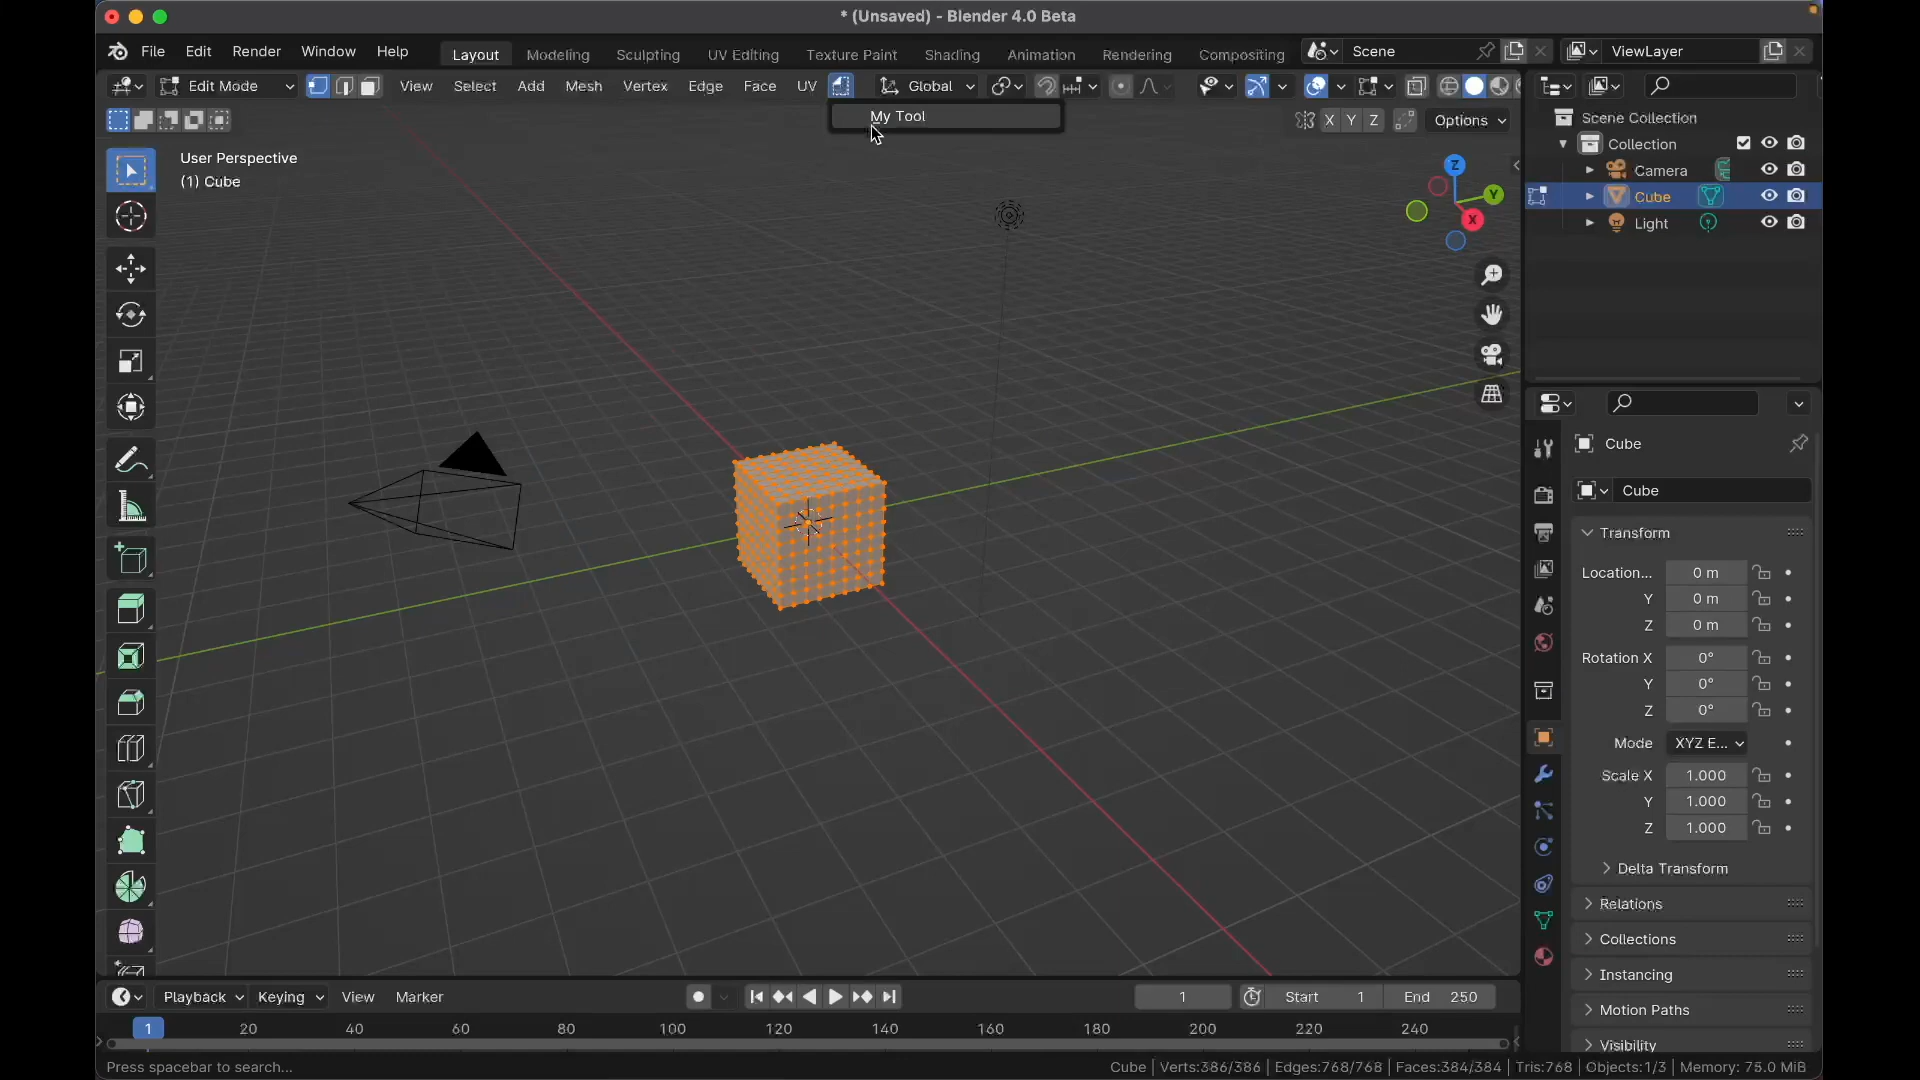 * (Unsaved) - Blender 4.0 Beta
File Edit Render Window Help Layout Modeling Sculpting UV Editing Texture Paint Shading Animation Rendering Compositing Scene ViewLayer
Edit Mode View Select Add Mesh Vertex Edge Face UV Global
My Tool
X Y Z Options
User Perspective
(1) Cube
Z
Y
X
Scene Collection
Collection
Camera
Cube
Light
Cube
Cube
Transform
Location... 0 m
Y 0 m
Z 0 m
Rotation X 0°
Y 0°
Z 0°
Mode XYZ E...
Scale X 1.000
Y 1.000
Z 1.000
Delta Transform
Relations
Collections
Instancing
Motion Paths
Visibility
Playback Keying View Marker 1 Start 1 End 250
1 20 40 60 80 100 120 140 160 180 200 220 240
Press spacebar to search... Cube | Verts:386/386 | Edges:768/768 | Faces:384/384 | Tris:768 | Objects:1/3 | Memory: 75.0 MiB